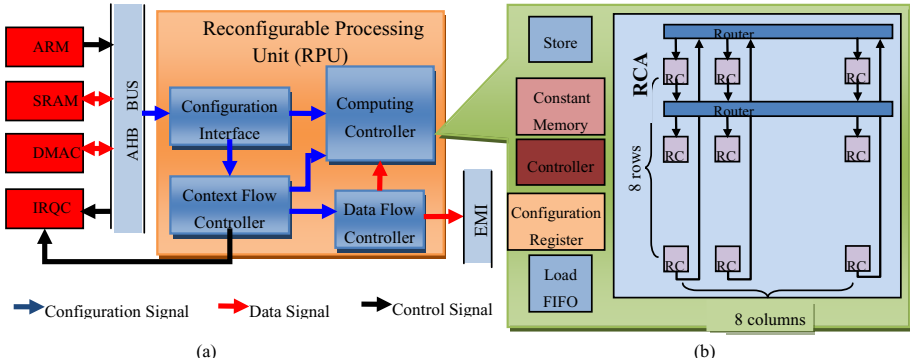 Reconfigurable Processing
Unit (RPU)
ARM
SRAM
DMAC
IRQC
AHB BUS
Configuration
Interface
Computing
Controller
Context Flow
Controller
Data Flow
Controller
EMI
Configuration Signal
Data Signal
Control Signal
(a)
Store
Constant
Memory
Controller
Configuration
Register
Load
FIFO
RCA
Router
RC
RC
RC
Router
RC
RC
RC
8 rows
RC
RC
RC
8 columns
(b)